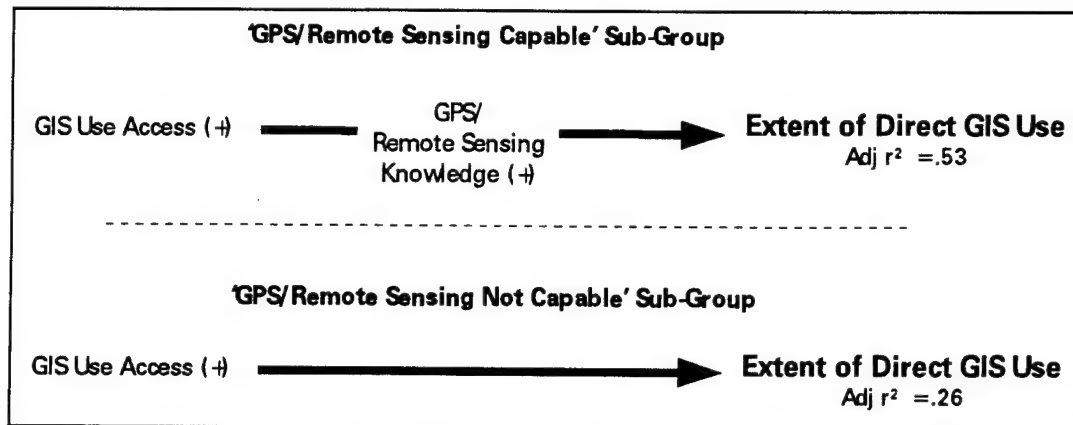 'GPS/Remote Sensing Capable' Sub-Group
GIS Use Access (+)
GPS/
Remote Sensing
Knowledge (+)
Extent of Direct GIS Use
Adj r² =.53
'GPS/Remote Sensing Not Capable' Sub-Group
GIS Use Access (+)
Extent of Direct GIS Use
Adj r² =.26